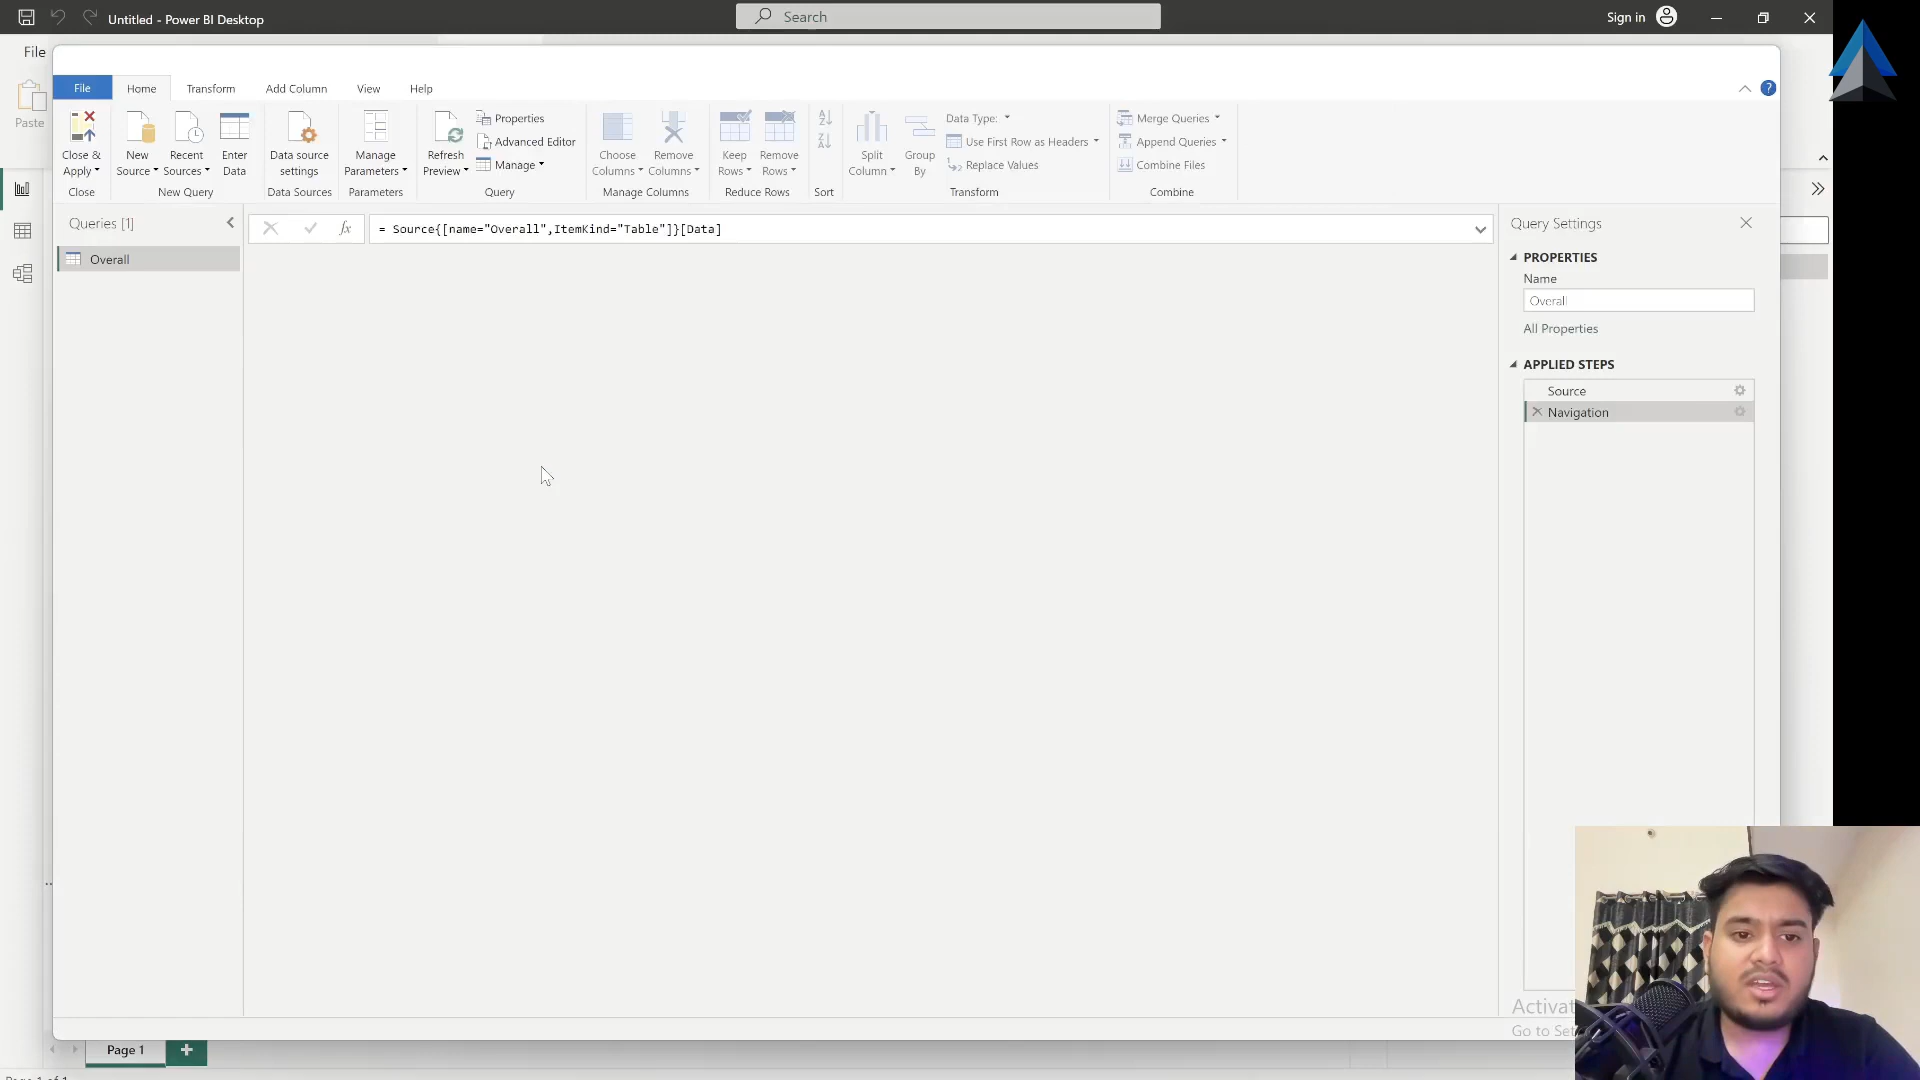 Untitled - Power BI Desktop
Search
Sign in
File
Paste
File Home Transform Add Column View Help
?
Close & Apply
New Source
Recent Sources
Enter Data
Data source settings
Manage Parameters
Refresh Preview
Properties
Advanced Editor
Manage
Choose Columns
Remove Columns
Keep Rows
Remove Rows
Split Column
Group By
Data Type:
Use First Row as Headers
Replace Values
Merge Queries
Append Queries
Combine Files
Close
New Query
Data Sources
Parameters
Query
Manage Columns
Reduce Rows
Sort
Transform
Combine
Queries [1]
Overall
fx
= Source{[name="Overall",ItemKind="Table"]}[Data]
Query Settings
PROPERTIES
Name
Overall
All Properties
APPLIED STEPS
Source
Navigation
Activat
Go to Set
Page 1